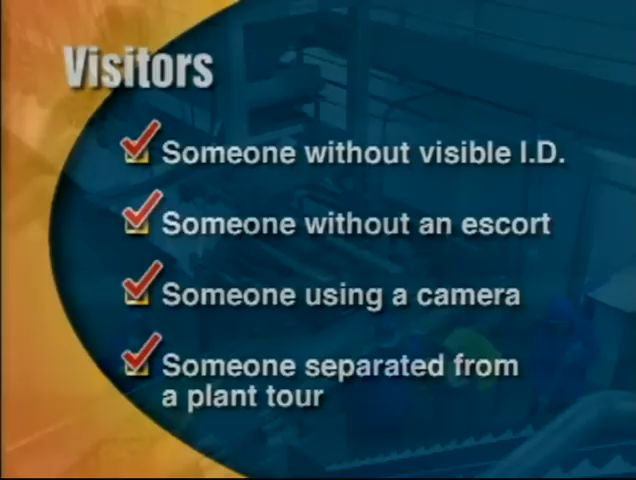 Visitors
Someone without visible I.D.
Someone without an escort
Someone using a camera
Someone separated from
a plant tour